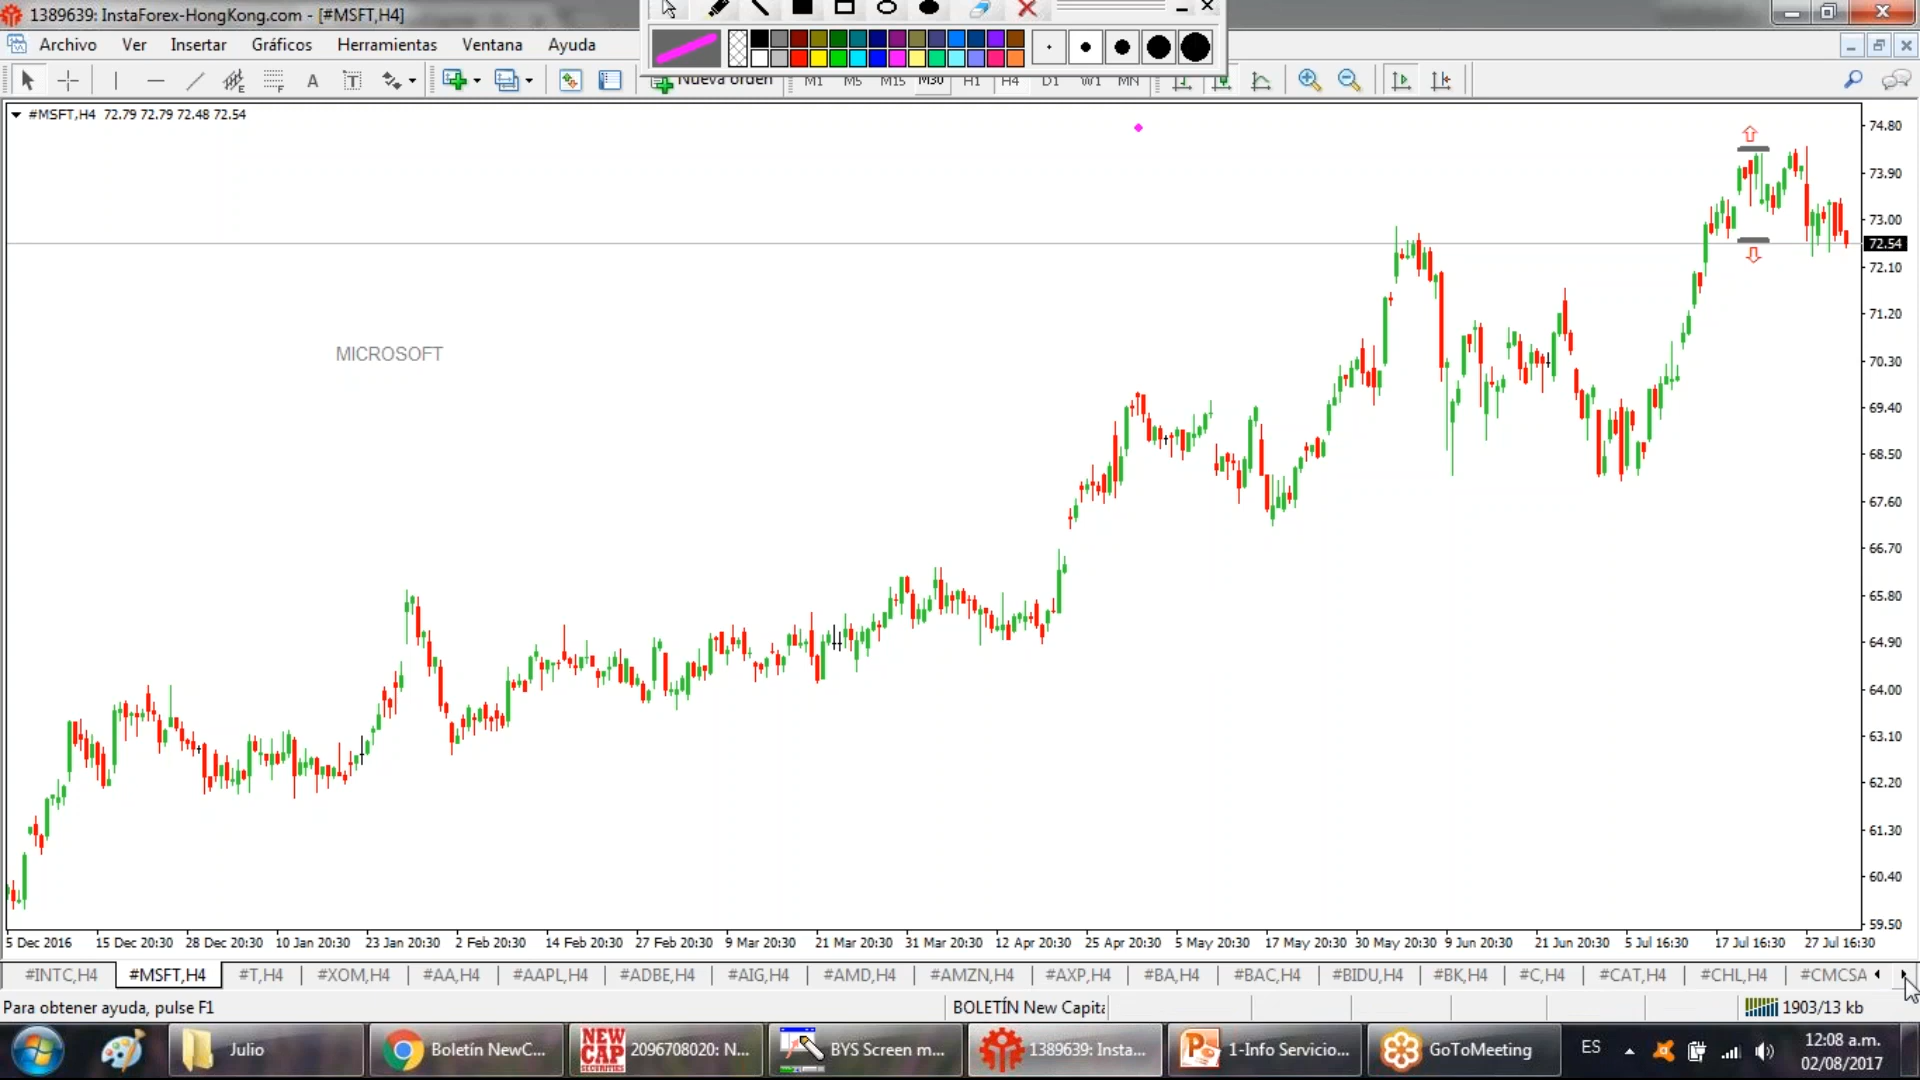 1389639: InstaForex-HongKong.com - [#MSFT,H4]
Archivo Ver Insertar Gráficos Herramientas Ventana Ayuda
A T E F Nueva orden M1 M5 M15 M30 H1 H4 D1 W1 MN
#MSFT,H4 72.79 72.79 72.48 72.54
MICROSOFT
74.80
73.90
73.00
72.54
72.10
71.20
70.30
69.40
68.50
67.60
66.70
65.80
64.90
64.00
63.10
62.20
61.30
60.40
59.50
5 Dec 2016 15 Dec 20:30 28 Dec 20:30 10 Jan 20:30 23 Jan 20:30 2 Feb 20:30 14 Feb 20:30 27 Feb 20:30 9 Mar 20:30 21 Mar 20:30 31 Mar 20:30 12 Apr 20:30 25 Apr 20:30 5 May 20:30 17 May 20:30 30 May 20:30 9 Jun 20:30 21 Jun 20:30 5 Jul 16:30 17 Jul 16:30 27 Jul 16:30
#INTC,H4 #MSFT,H4 #T,H4 #XOM,H4 #AA,H4 #AAPL,H4 #ADBE,H4 #AIG,H4 #AMD,H4 #AMZN,H4 #AXP,H4 #BA,H4 #BAC,H4 #BIDU,H4 #BK,H4 #C,H4 #CAT,H4 #CHL,H4 #CMCSA
Para obtener ayuda, pulse F1 BOLETÍN New Capita 1903/13 kb
Julio Boletín NewC... NEW CAP SECURITIES 2096708020: N... BYS Screen m... 1389639: Insta... 1-Info Servicio... GoToMeeting ES 12:08 a.m.
02/08/2017